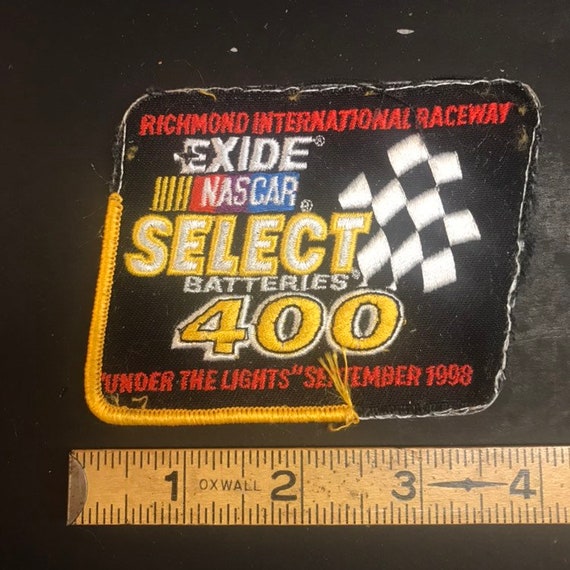 RICHMOND INTERNATIONAL RACEWAY
EXIDE®
NASCAR®
SELECT
BATTERIES
400
"UNDER THE LIGHTS" SEPTEMBER 1998
1 OXWALL 2 3 4